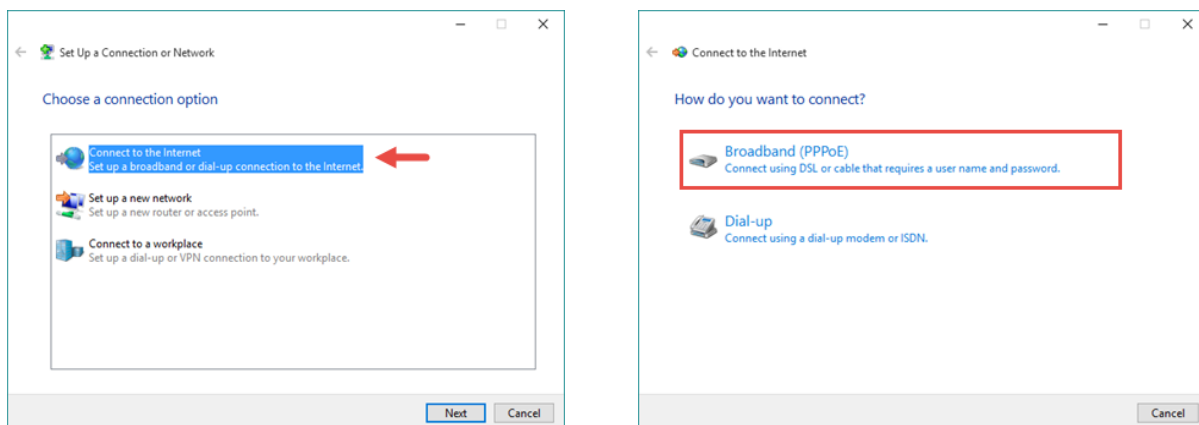 Set Up a Connection or Network
Choose a connection option
Connect to the Internet
Set up a broadband or dial-up connection to the Internet.
Set up a new network
Set up a new router or access point.
Connect to a workplace
Set up a dial-up or VPN connection to your workplace.
Next Cancel
Connect to the Internet
How do you want to connect?
Broadband (PPPoE)
Connect using DSL or cable that requires a user name and password.
Dial-up
Connect using a dial-up modem or ISDN.
Cancel